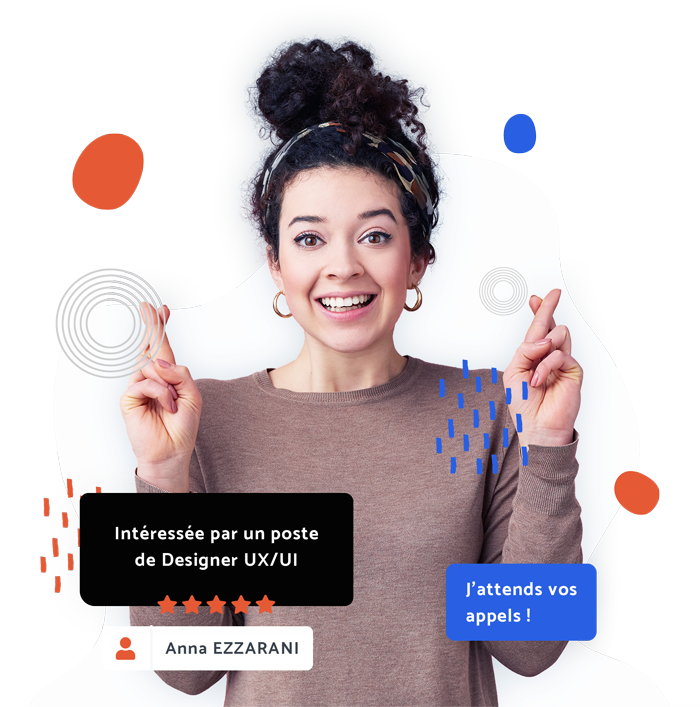 Intéressée par un poste
de Designer UX/UI
Anna EZZARANI
J'attends vos
appels !